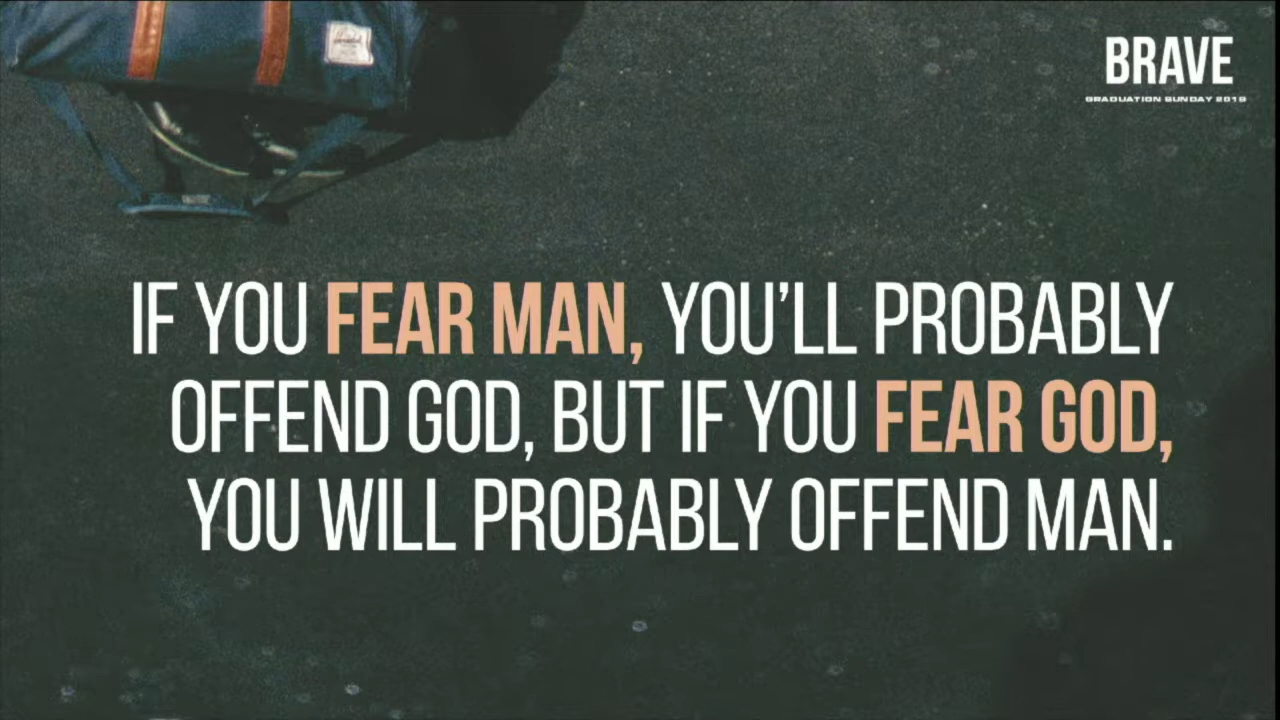 BRAVE
GRADUATION SUNDAY 2019
IF YOU FEAR MAN, YOU'LL PROBABLY
OFFEND GOD, BUT IF YOU FEAR GOD,
YOU WILL PROBABLY OFFEND MAN.